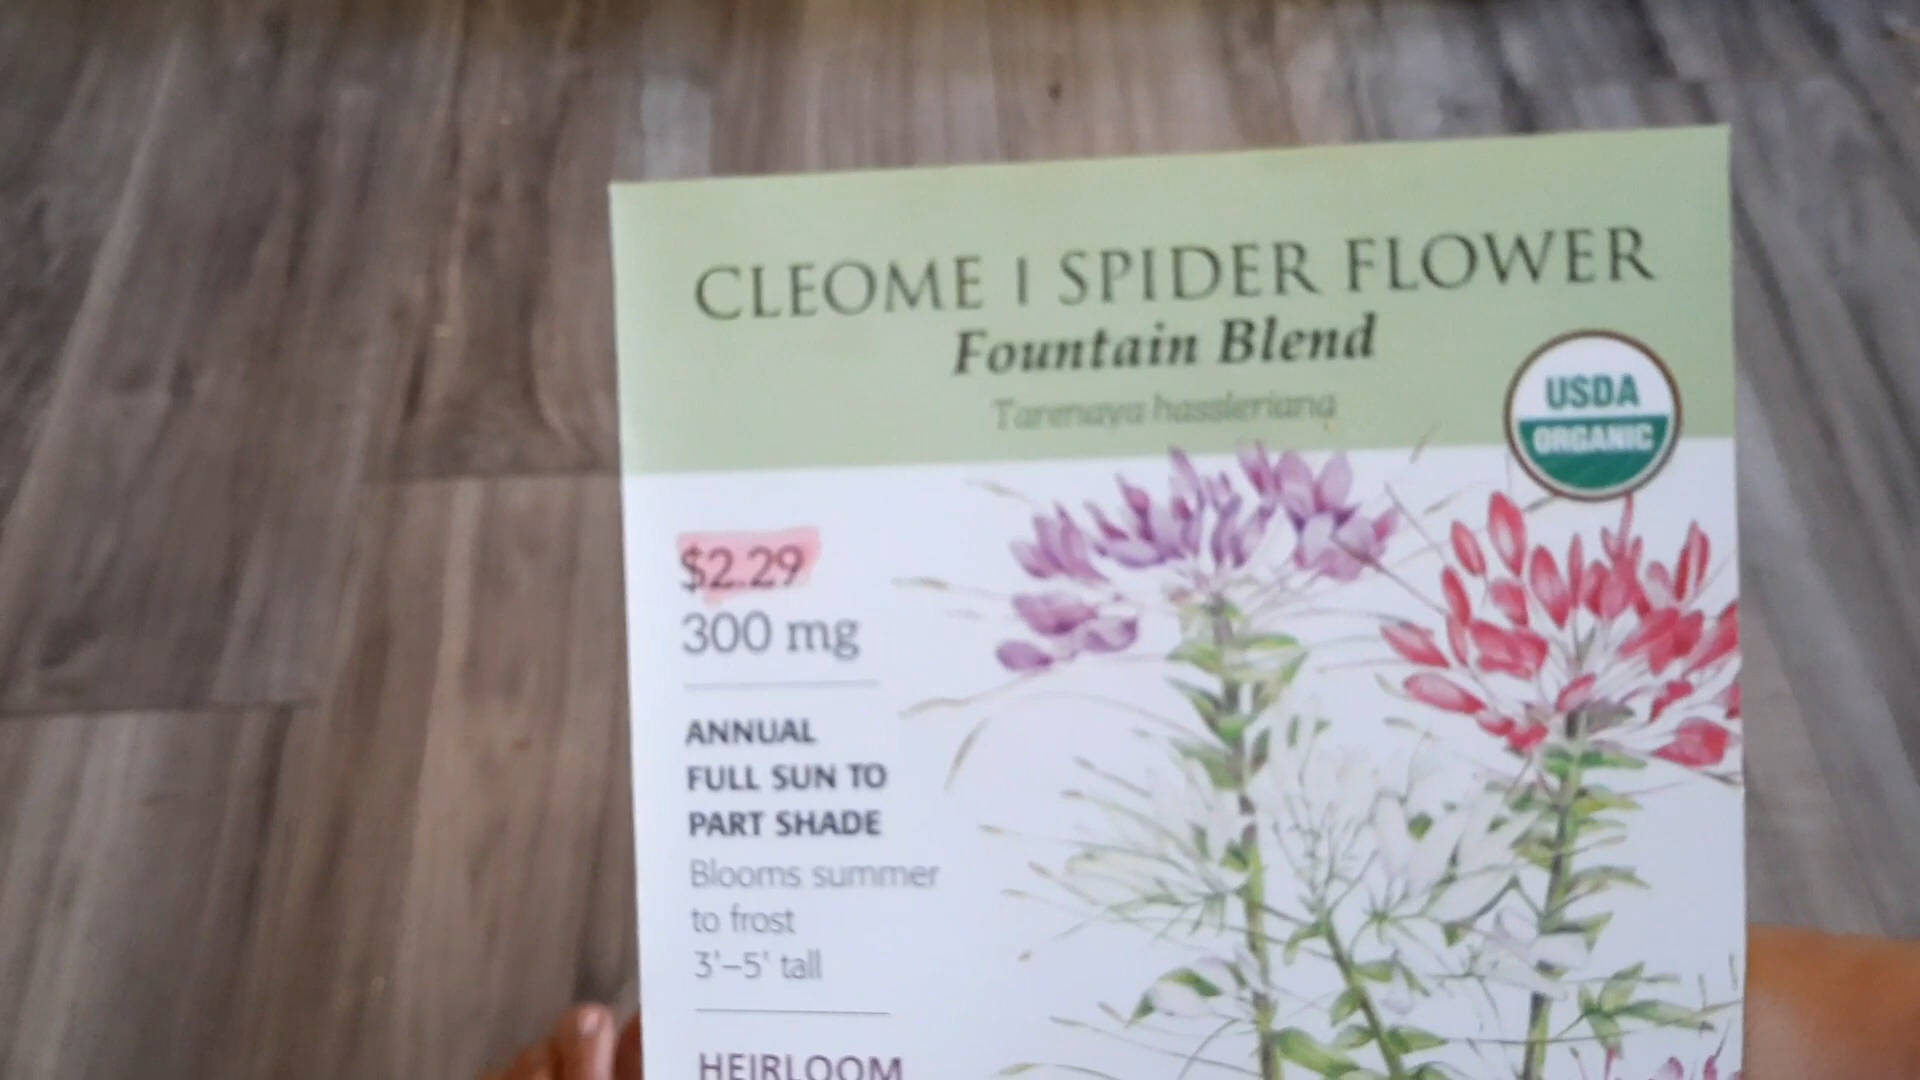 CLEOME | SPIDER FLOWER
Fountain Blend
Tarenaya hassleriana
USDA
ORGANIC
$2.29
300 mg
ANNUAL
FULL SUN TO
PART SHADE
Blooms summer
to frost
3'–5' tall
HEIRLOOM